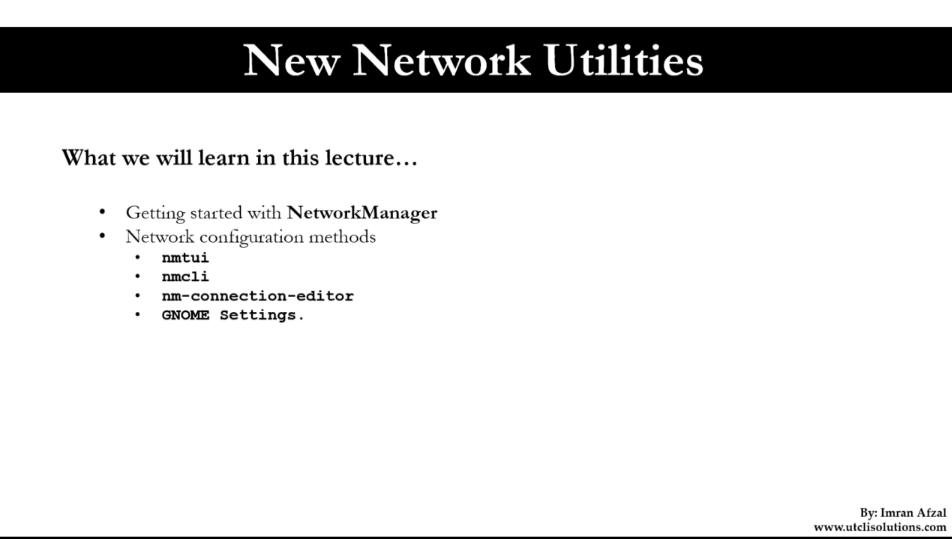 New Network Utilities
What we will learn in this lecture…
• Getting started with NetworkManager
• Network configuration methods
• nmtui
• nmcli
• nm-connection-editor
• GNOME Settings.
By: Imran Afzal
www.utclisolutions.com